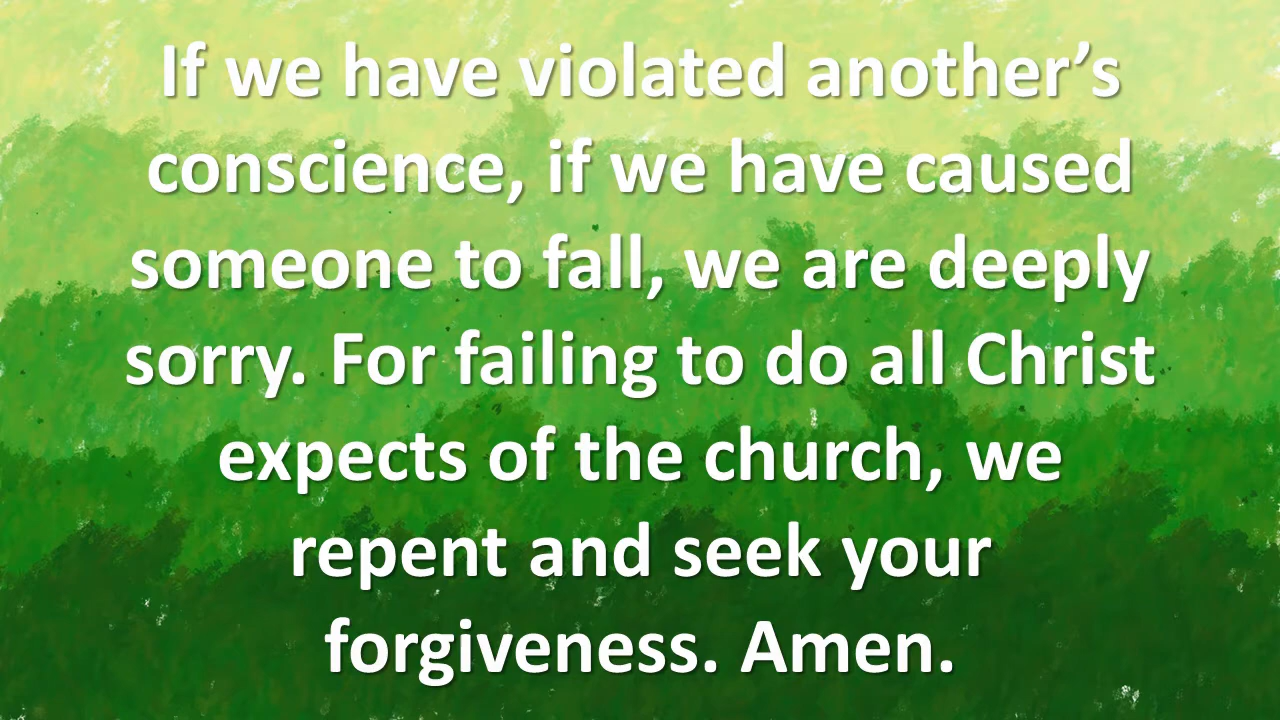 If we have violated another’s
conscience, if we have caused
someone to fall, we are deeply
sorry. For failing to do all Christ
expects of the church, we
repent and seek your
forgiveness. Amen.